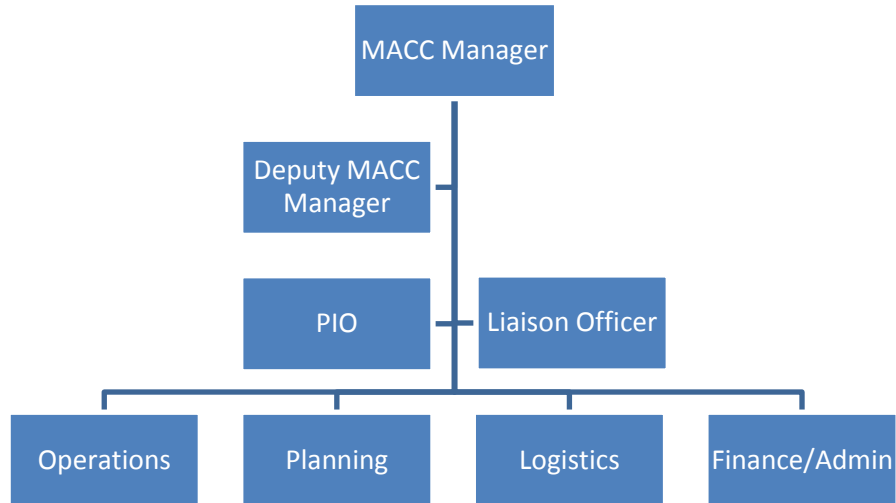 MACC Manager
Deputy MACC
Manager
PIO
Liaison Officer
Operations
Planning
Logistics
Finance/Admin